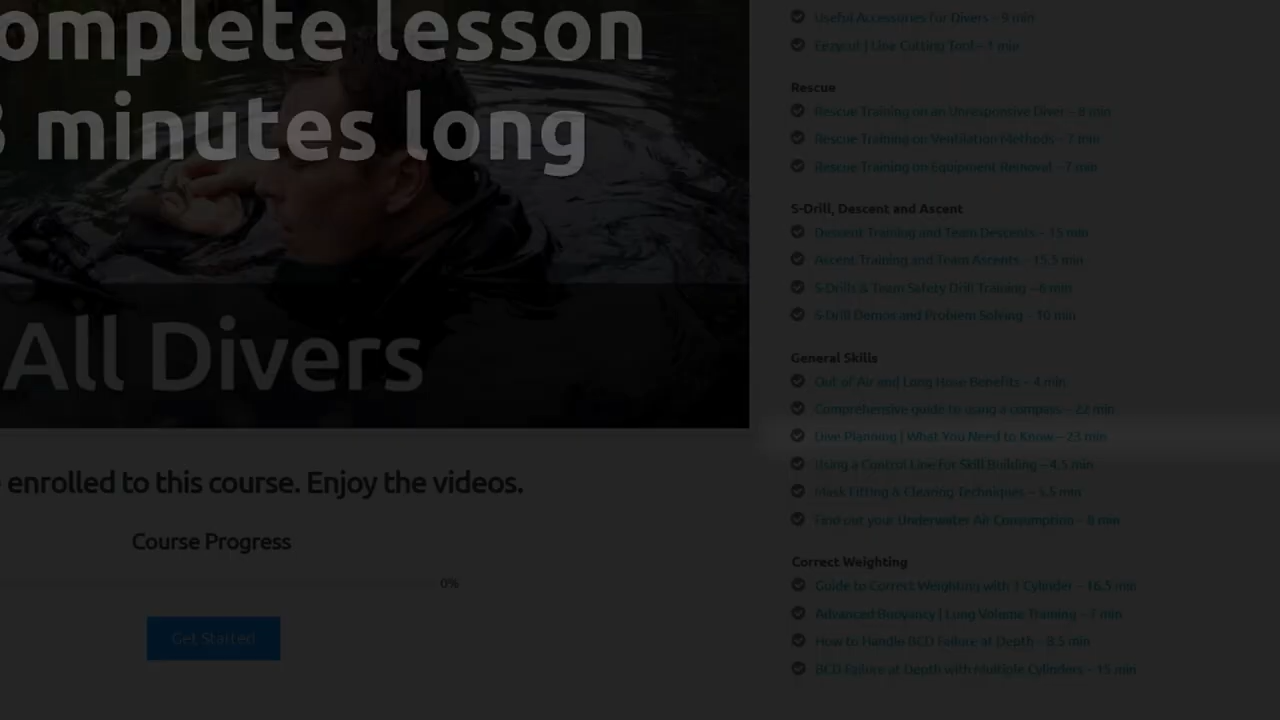 omplete lesson
3 minutes long
All Divers
enrolled to this course. Enjoy the videos.
Course Progress
0%
Get Started
Useful Accessories for Divers – 9 min
Eezycut | Line Cutting Tool – 1 min
Rescue
Rescue Training on an Unresponsive Diver – 8 min
Rescue Training on Ventilation Methods – 7 min
Rescue Training on Equipment Removal – 7 min
S-Drill, Descent and Ascent
Descent Training and Team Descents – 15 min
Ascent Training and Team Ascents – 15.5 min
S-Drills & Team Safety Drill Training – 6 min
S-Drill Demos and Problem Solving – 10 min
General Skills
Out of Air and Long Hose Benefits – 4 min
Comprehensive guide to using a compass – 22 min
Dive Planning | What You Need to Know – 23 min
Using a Control Line for Skill Building – 4.5 min
Mask Fitting & Clearing Techniques – 5.5 min
Find out your Underwater Air Consumption – 8 min
Correct Weighting
Guide to Correct Weighting with 1 Cylinder – 16.5 min
Advanced Buoyancy | Lung Volume Training – 7 min
How to Handle BCD Failure at Depth – 8.5 min
BCD Failure at Depth with Multiple Cylinders – 15 min